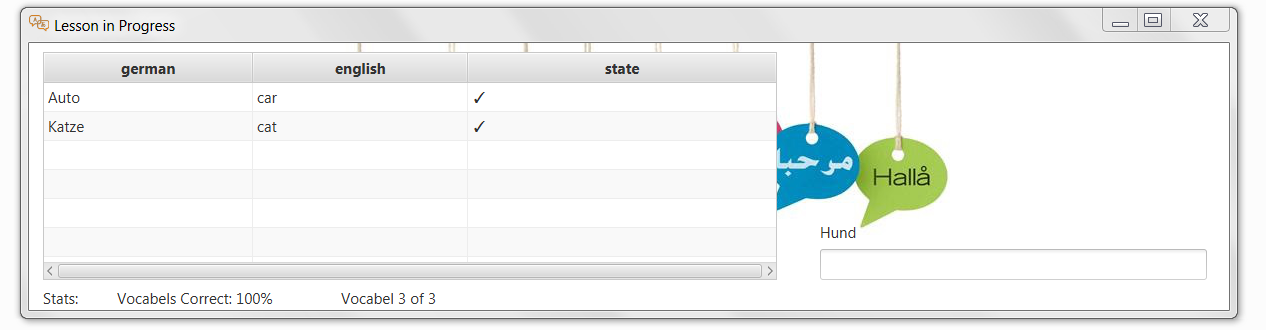 Lesson in Progress
german english state
Auto car ✓
Katze cat ✓
Hallå
Hund
Stats: Vocabels Correct: 100% Vocabel 3 of 3